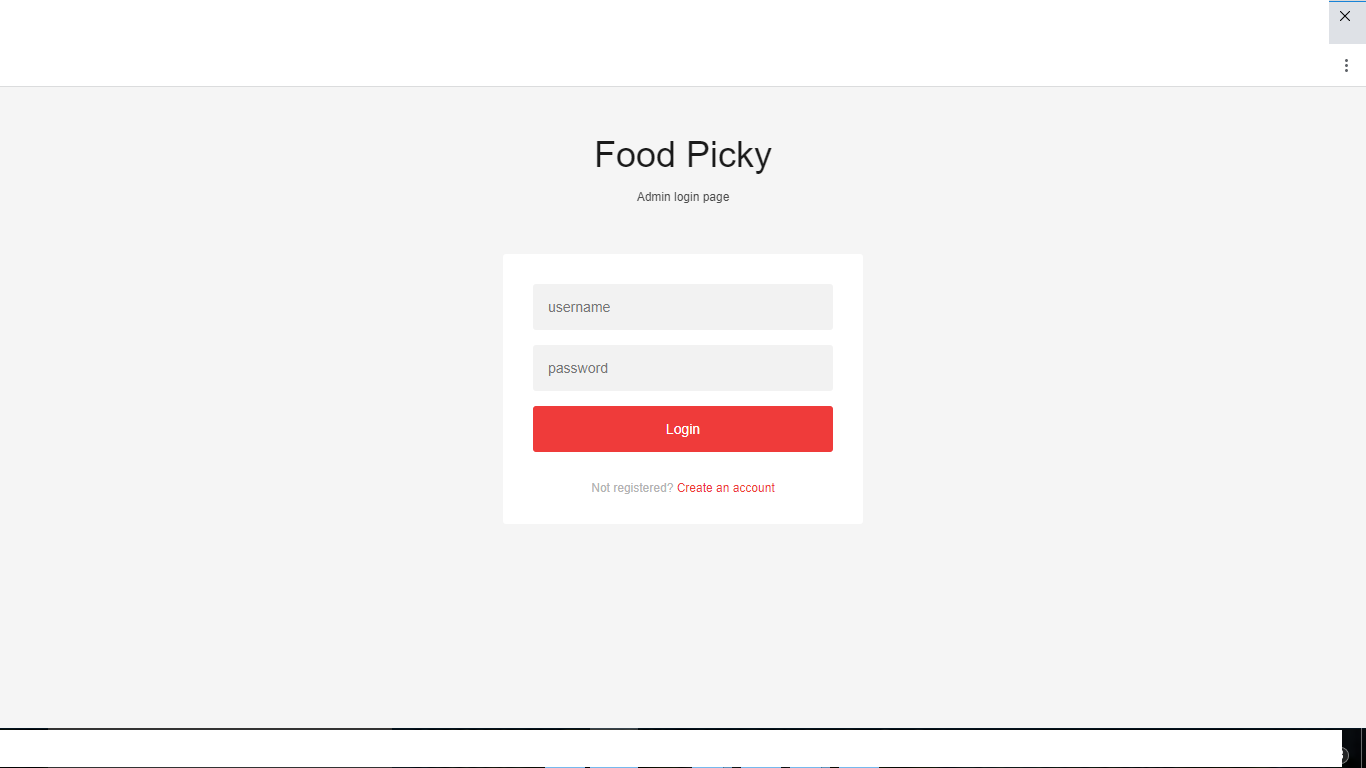 Food Picky
Admin login page
username
password
Login
Not registered? Create an account